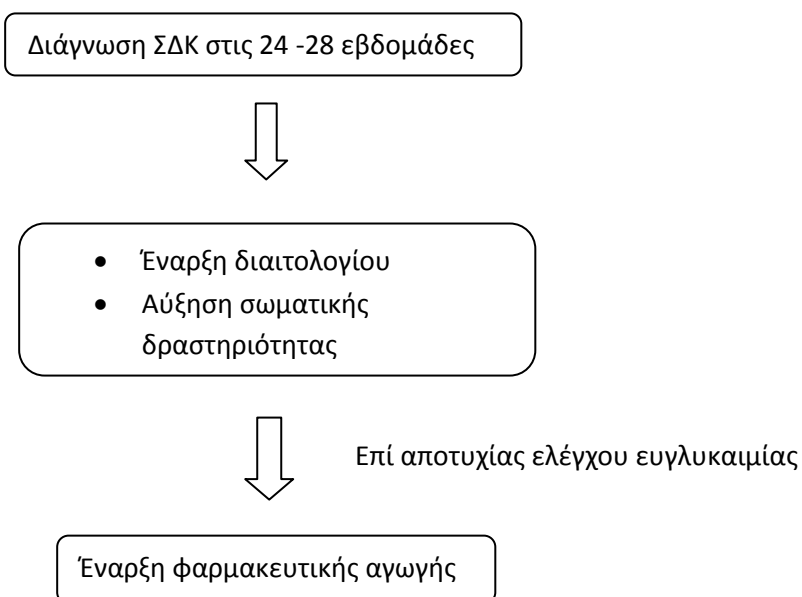 Διάγνωση ΣΔΚ στις 24 -28 εβδομάδες
• Έναρξη διαιτολογίου
• Αύξηση σωματικής
δραστηριότητας
Επί αποτυχίας ελέγχου ευγλυκαιμίας
Έναρξη φαρμακευτικής αγωγής